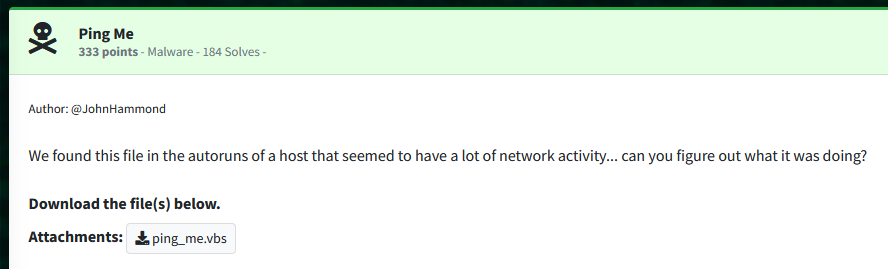 Ping Me
333 points - Malware - 184 Solves -
Author: @JohnHammond
We found this file in the autoruns of a host that seemed to have a lot of network activity... can you figure out what it was doing?
Download the file(s) below.
Attachments: ping_me.vbs